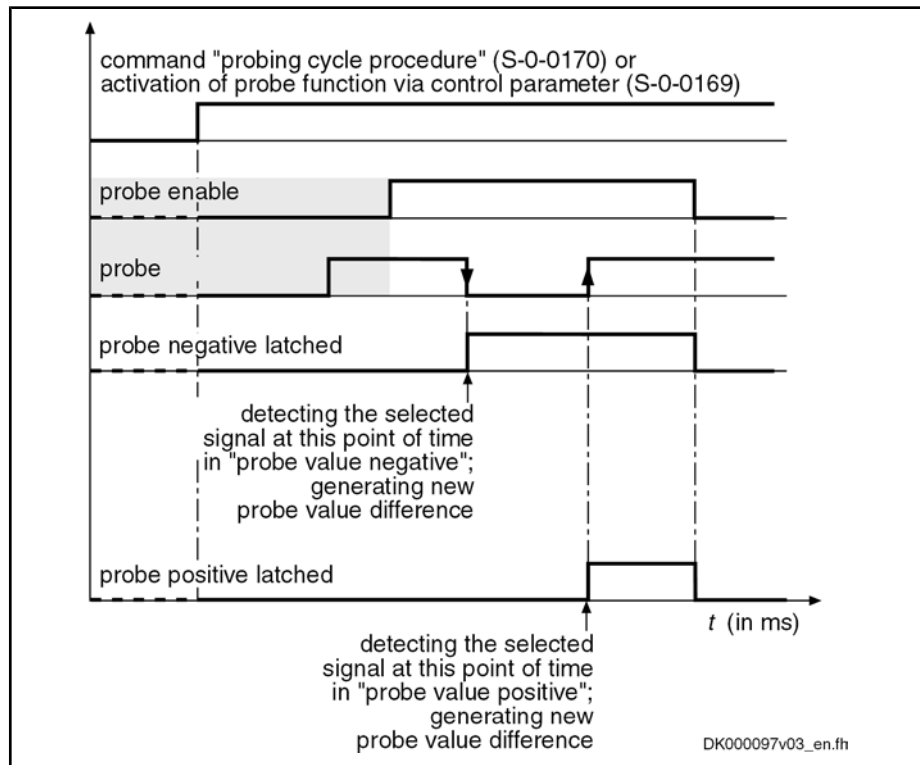 command "probing cycle procedure" (S-0-0170) or
activation of probe function via control parameter (S-0-0169)
probe enable
probe
probe negative latched
detecting the selected
signal at this point of time
in "probe value negative";
generating new
probe value difference
probe positive latched
t (in ms)
detecting the selected
signal at this point of time
in "probe value positive";
generating new
probe value difference
DK000097v03_en.fh